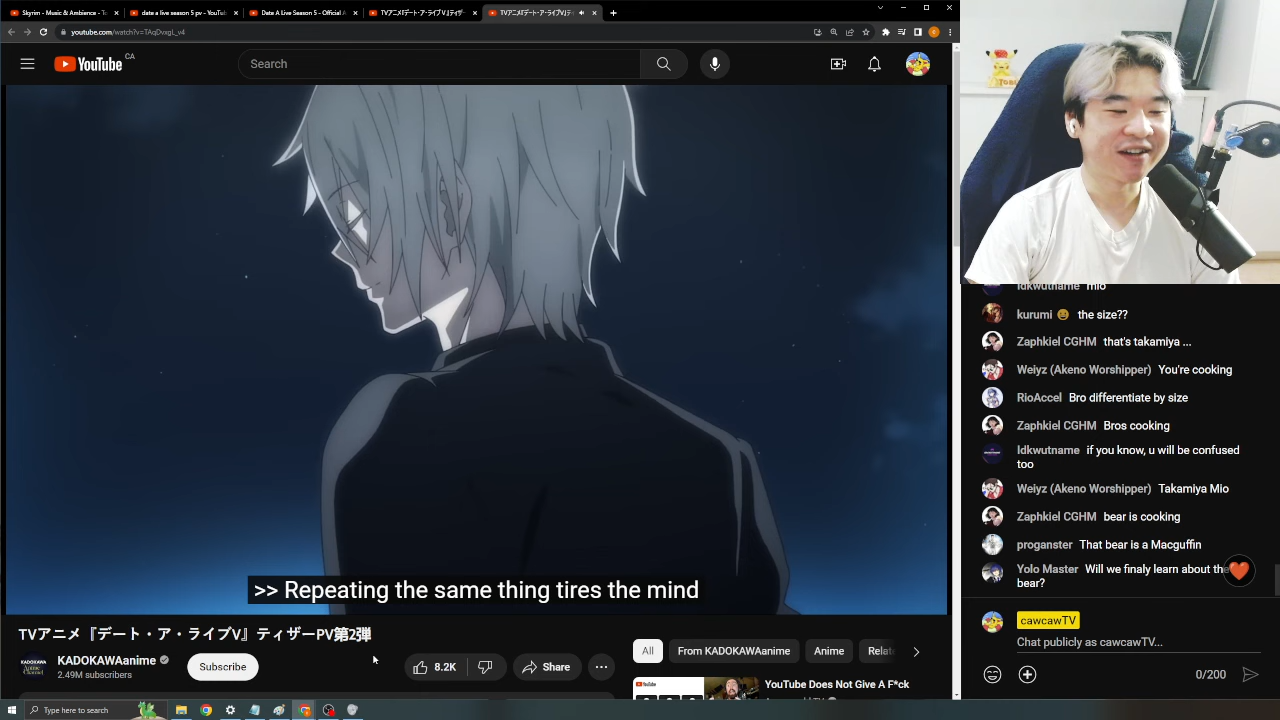 Skyrim - Music & Ambience - To
date a live season 5 pv - YouTu
Date A Live Season 5 - Official A
TVアニメ『デート・ア・ライブV』ティザー
TVアニメ『デート・ア・ライブV』テ
youtube.com/watch?v=TAqDvxgL_v4
YouTube CA
Search
>> Repeating the same thing tires the mind
TVアニメ『デート・ア・ライブV』ティザーPV第2弾
KADOKAWAanime
2.49M subscribers
Subscribe
8.2K
Share
All
From KADOKAWAanime
Anime
Relate
YouTube Does Not Give A F*ck
Idkwutname mio
kurumi the size??
Zaphkiel CGHM that's takamiya ...
Weiyz (Akeno Worshipper) You're cooking
RioAccel Bro differentiate by size
Zaphkiel CGHM Bros cooking
Idkwutname if you know, u will be confused
too
Weiyz (Akeno Worshipper) Takamiya Mio
Zaphkiel CGHM bear is cooking
proganster That bear is a Macguffin
Yolo Master Will we finaly learn about the
bear?
cawcawTV
Chat publicly as cawcawTV...
0/200
Type here to search